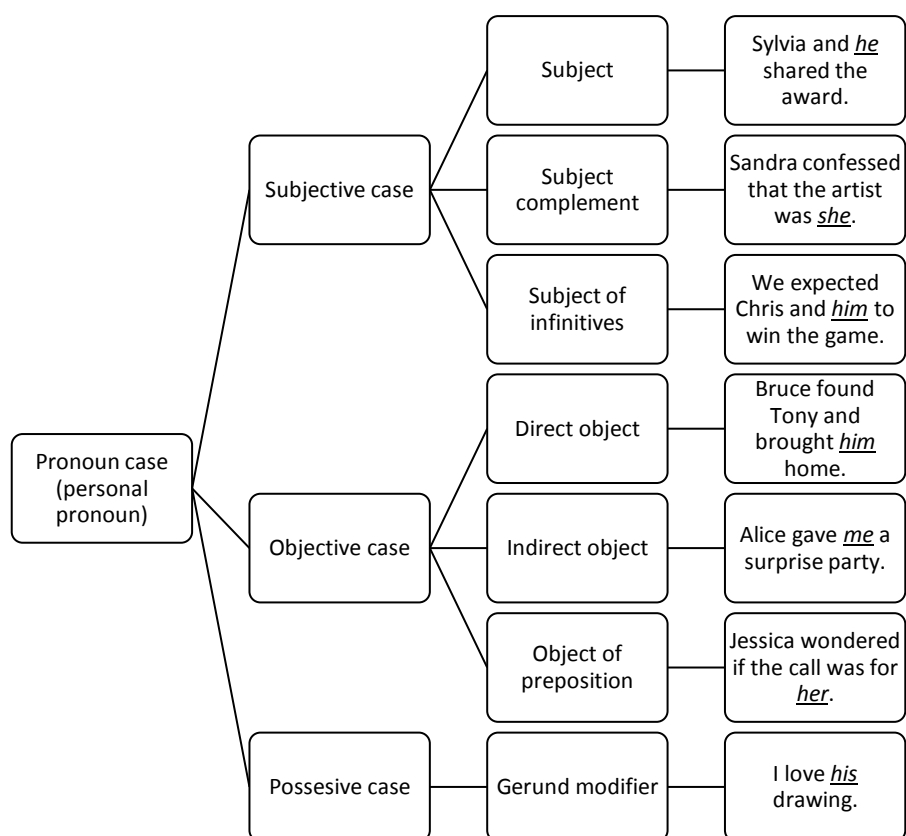 Subject
Sylvia and he
shared the
award.
Subjective case
Subject
complement
Sandra confessed
that the artist
was she.
Subject of
infinitives
We expected
Chris and him to
win the game.
Pronoun case
(personal
pronoun)
Direct object
Bruce found
Tony and
brought him
home.
Objective case
Indirect object
Alice gave me a
surprise party.
Object of
preposition
Jessica wondered
if the call was for
her.
Possesive case
Gerund modifier
I love his
drawing.